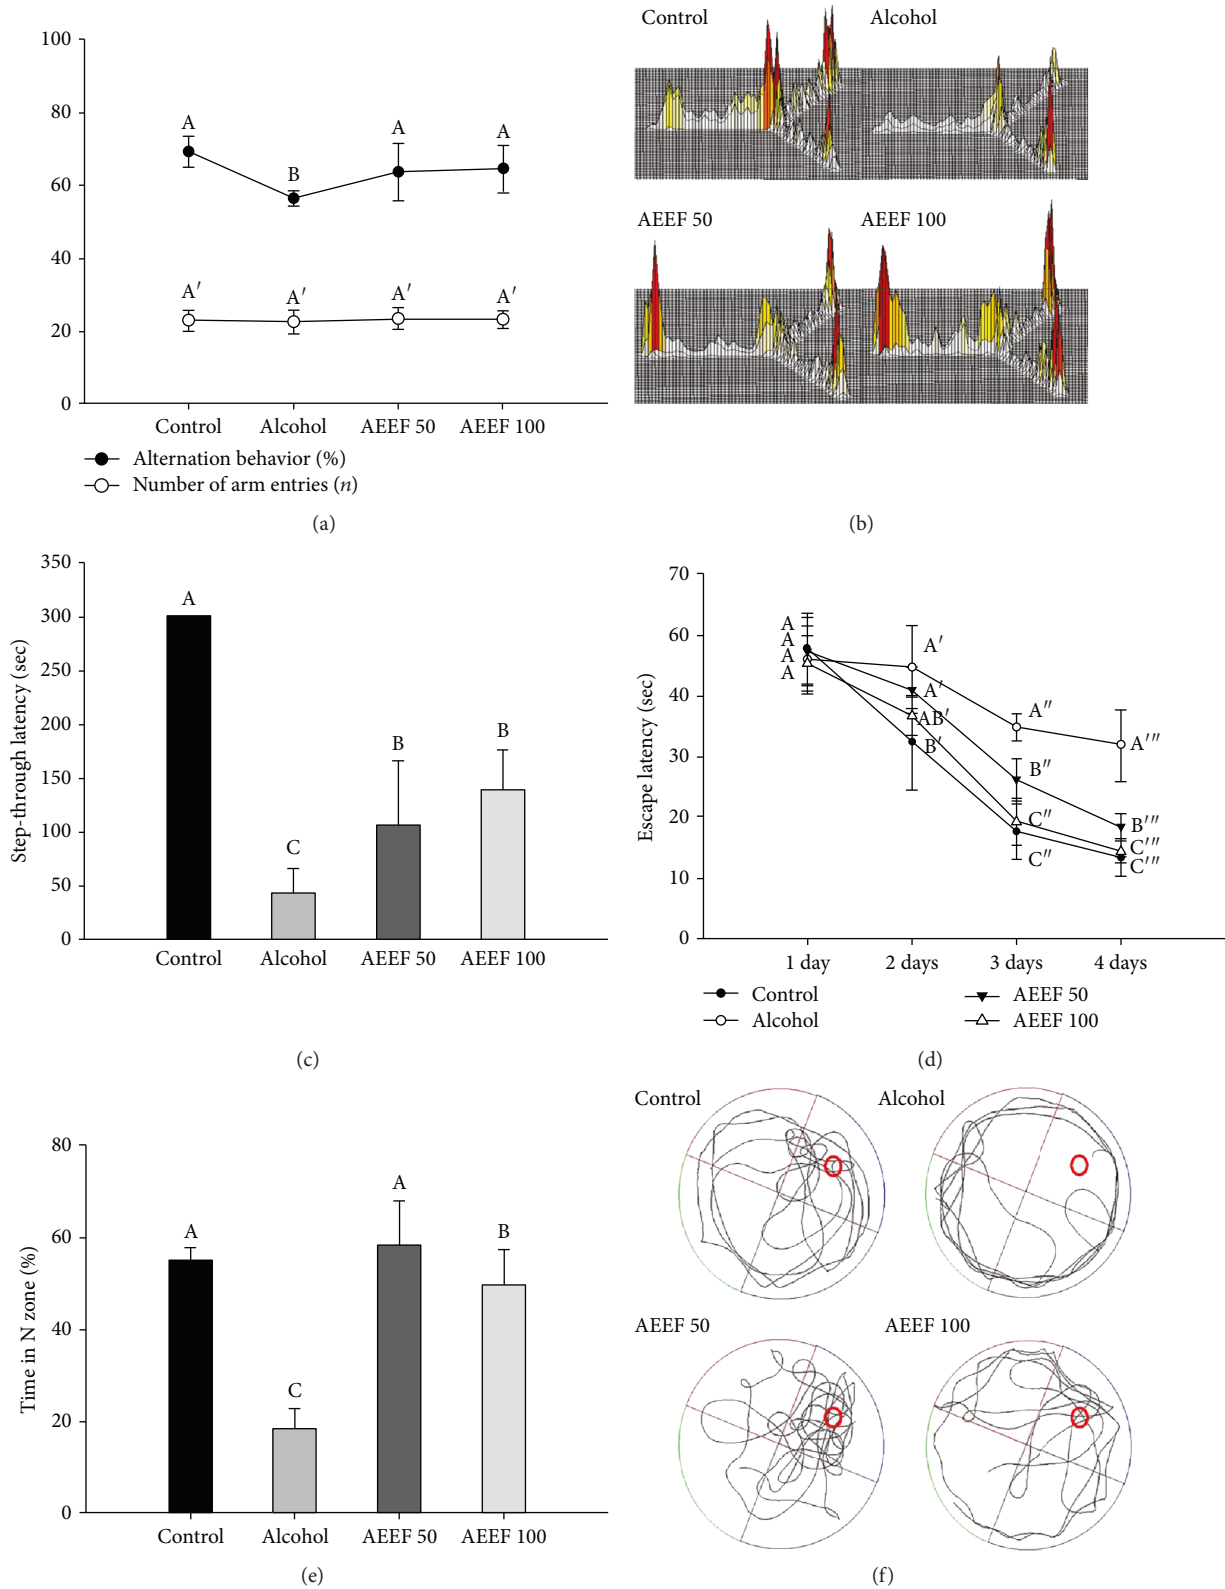 100
80
60
40
20
0
A
B
A
A
A′
A′
A′
A′
Control
Alcohol
AEEF 50
AEEF 100
Alternation behavior (%)
Number of arm entries (n)
(a)
Control
Alcohol
AEEF 50
AEEF 100
(b)
Step-through latency (sec)
350
300
250
200
150
100
50
0
A
C
B
B
Control
Alcohol
AEEF 50
AEEF 100
(c)
Escape latency (sec)
70
60
50
40
30
20
10
0
A
A
A
A
A′
A′
AB′
B′
A″
B″
C″
C″
A‴
B‴
C‴
C‴
1 day
2 days
3 days
4 days
Control
Alcohol
AEEF 50
AEEF 100
(d)
Time in N zone (%)
80
60
40
20
0
A
C
A
B
Control
Alcohol
AEEF 50
AEEF 100
(e)
Control
Alcohol
AEEF 50
AEEF 100
(f)